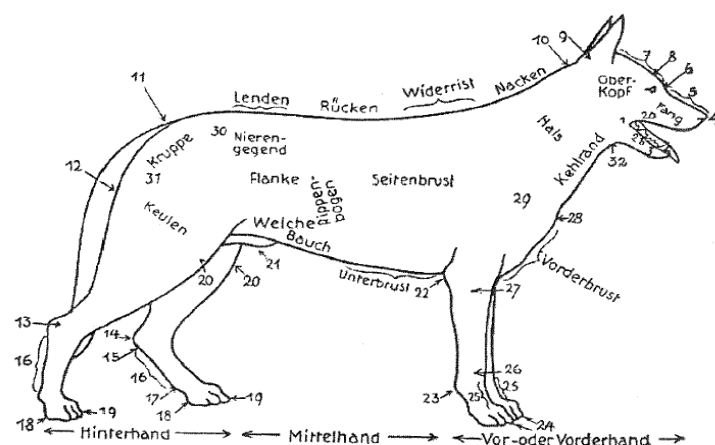 9
10
7
8
6
5
11
Lenden
Rücken
Widerrist
Nacken
Ober-
Kopf
Fang
30
Nieren-
gegend
Hals
Kehlrand
32
12
Kruppe
31
Flanke
Rippen-
bogen
Seitenbrust
29
28
Keulen
Welche
Bauch
20
20
21
Unterbrust
22
Vorderbrust
27
13
14
15
16
16
17
18
19
18
19
23
26
25
25
24
Hinterhand
Mittelhand
Vor-oder Vorderhand